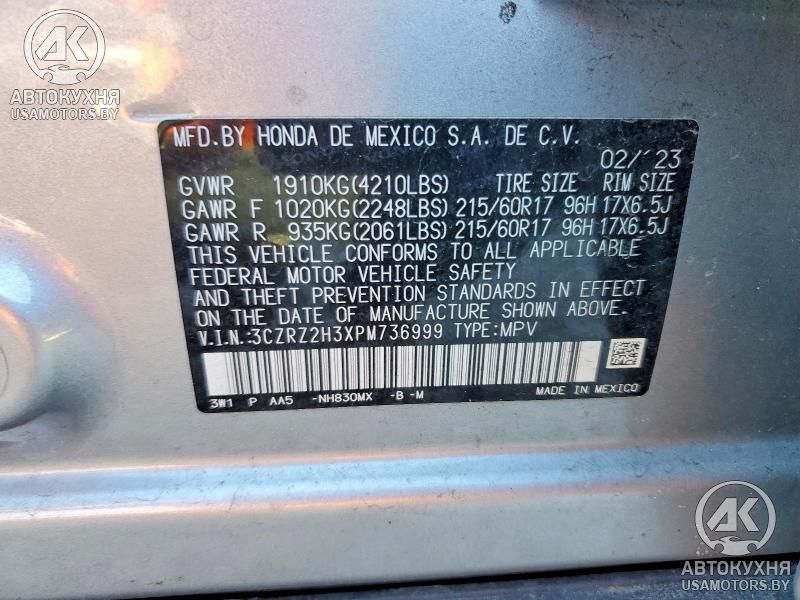 AK
АВТОКУХНЯ
USAMOTORS.BY
MFD.BY HONDA DE MEXICO S.A. DE C.V.
02/'23
GVWR 1910KG(4210LBS) TIRE SIZE RIM SIZE
GAWR F 1020KG(2248LBS) 215/60R17 96H 17X6.5J
GAWR R 935KG(2061LBS) 215/60R17 96H 17X6.5J
THIS VEHICLE CONFORMS TO ALL APPLICABLE
FEDERAL MOTOR VEHICLE SAFETY
AND THEFT PREVENTION STANDARDS IN EFFECT
ON THE DATE OF MANUFACTURE SHOWN ABOVE.
V.I.N.:3CZRZ2H3XPM736999 TYPE:MPV
3W1 P AA5 -NH830MX -B -M MADE IN MEXICO
AK
АВТОКУХНЯ
USAMOTORS.BY